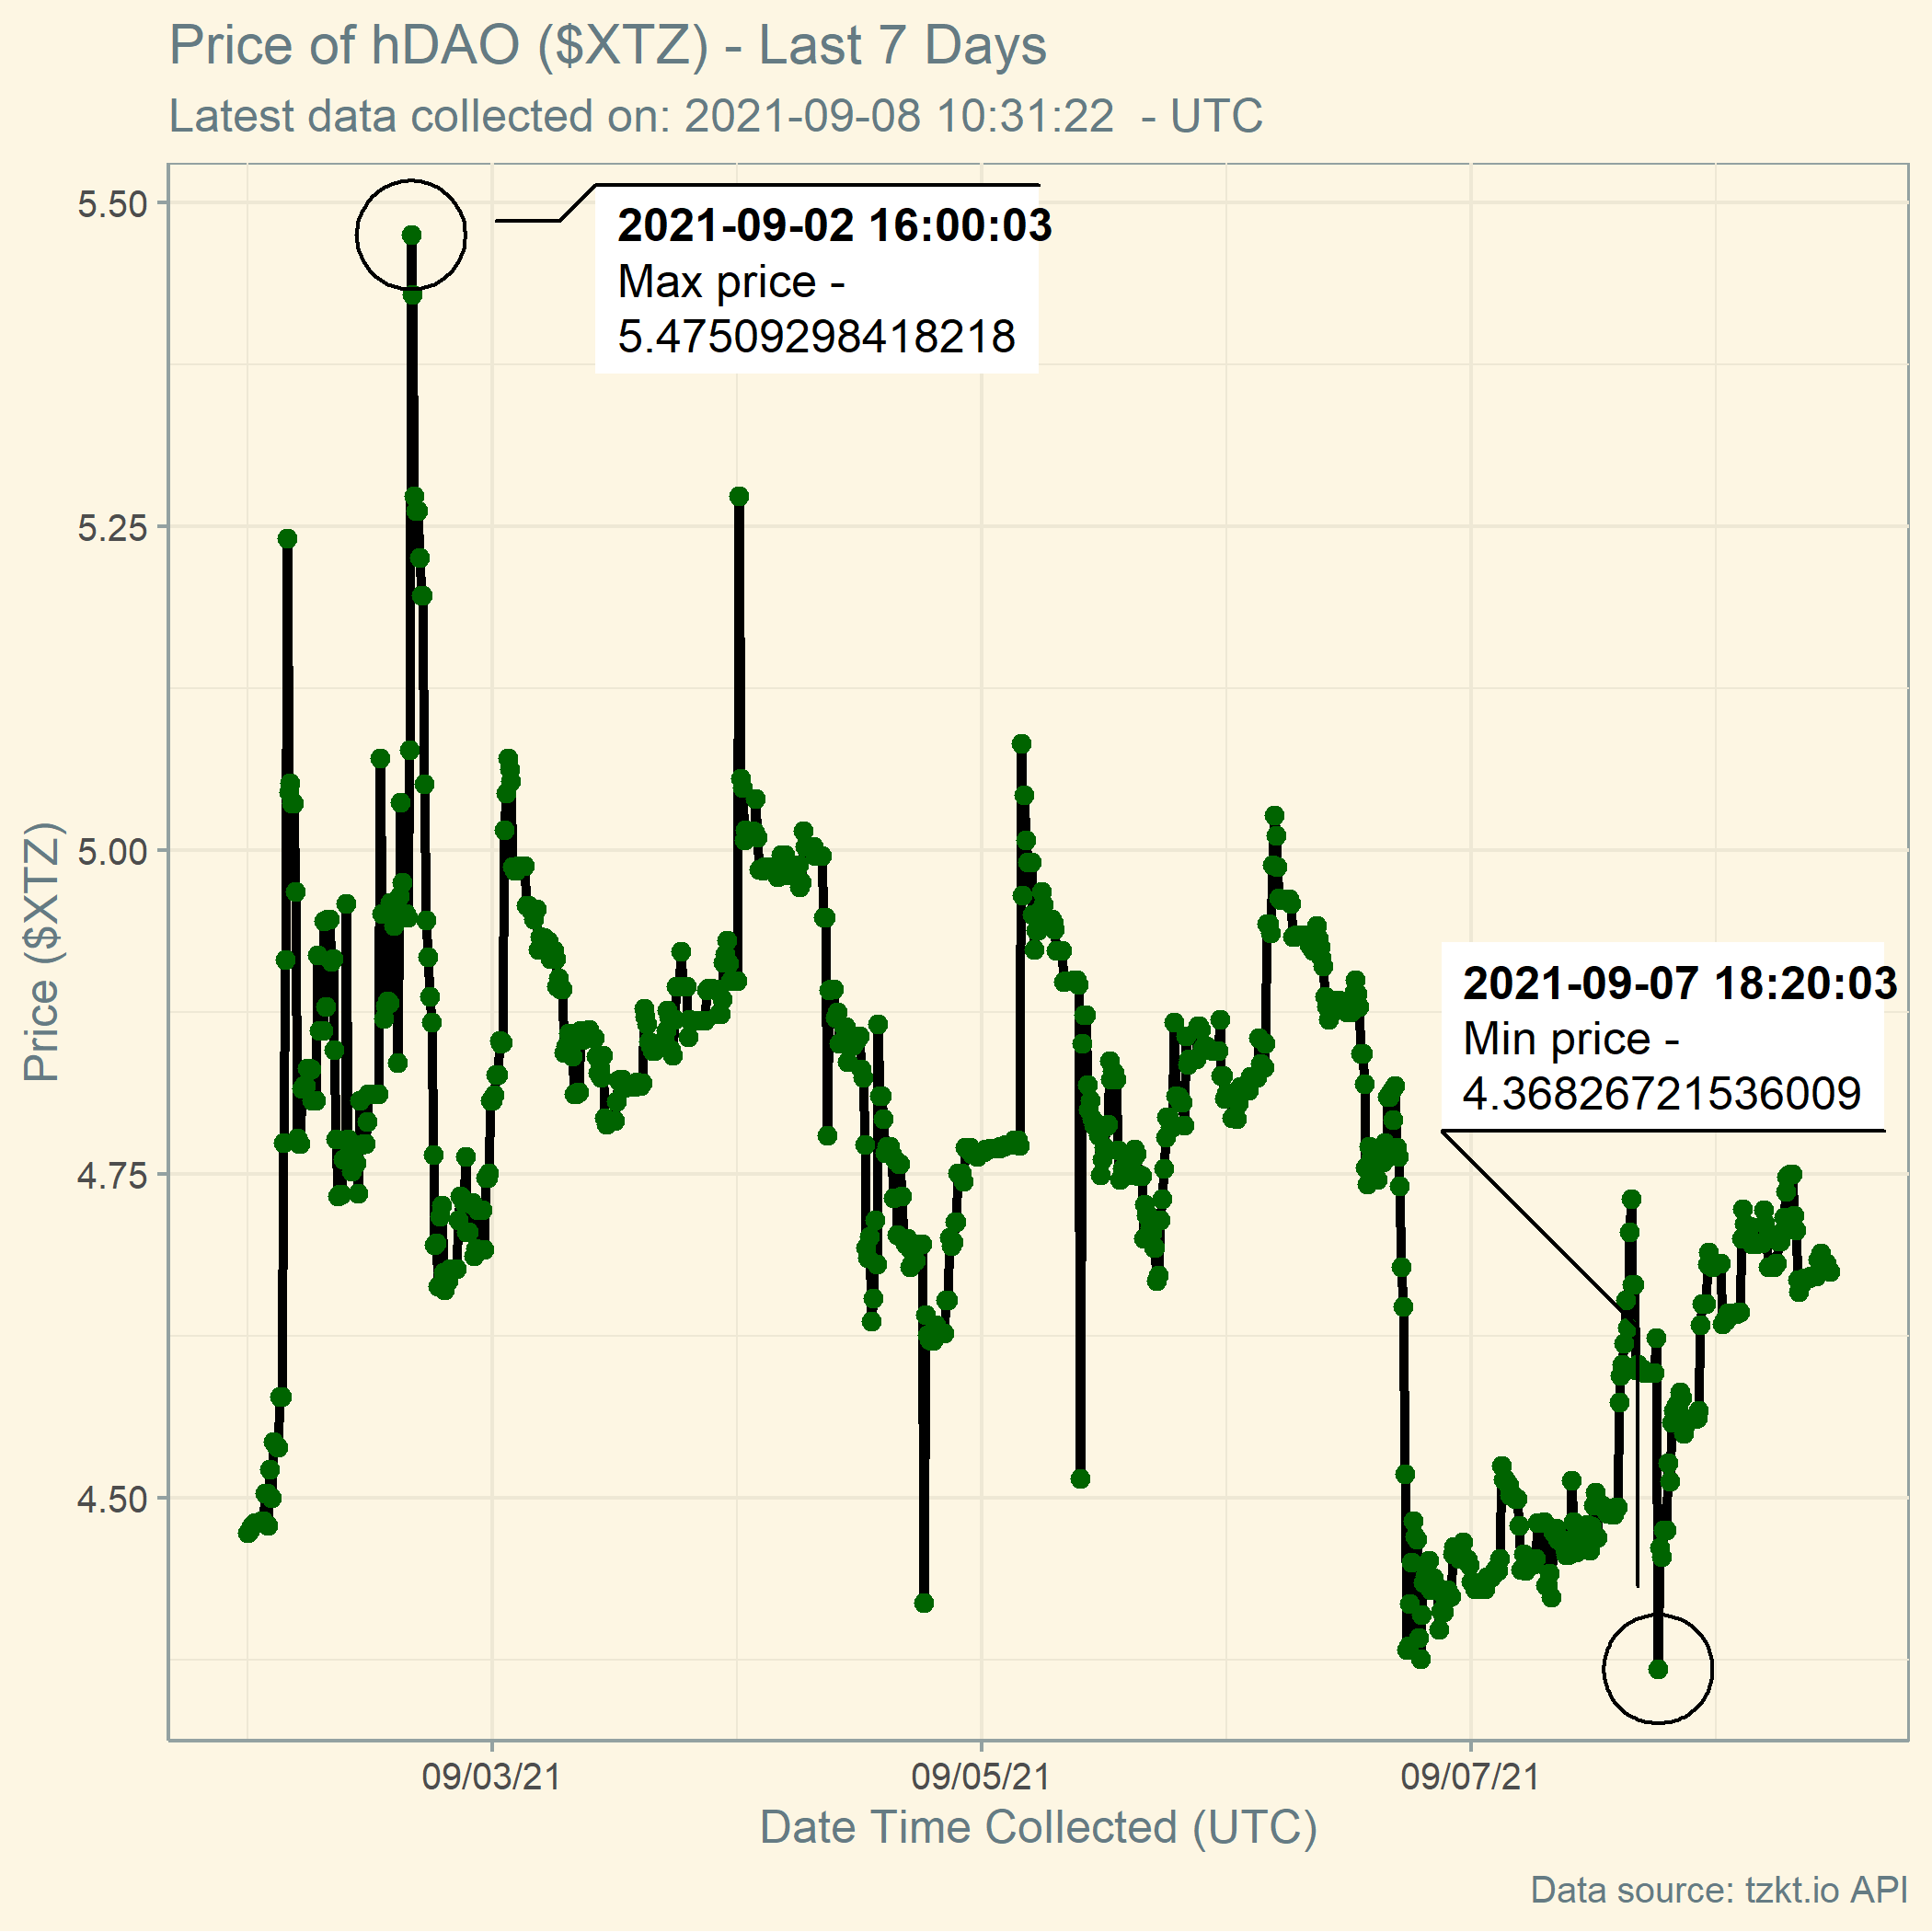 Price of hDAO ($XTZ) - Last 7 Days
Latest data collected on: 2021-09-08 10:31:22  - UTC
5.50
5.25
5.00
4.75
4.50
Price ($XTZ)
2021-09-02 16:00:03
Max price -
5.47509298418218
2021-09-07 18:20:03
Min price -
4.36826721536009
09/03/21
09/05/21
09/07/21
Date Time Collected (UTC)
Data source: tzkt.io API